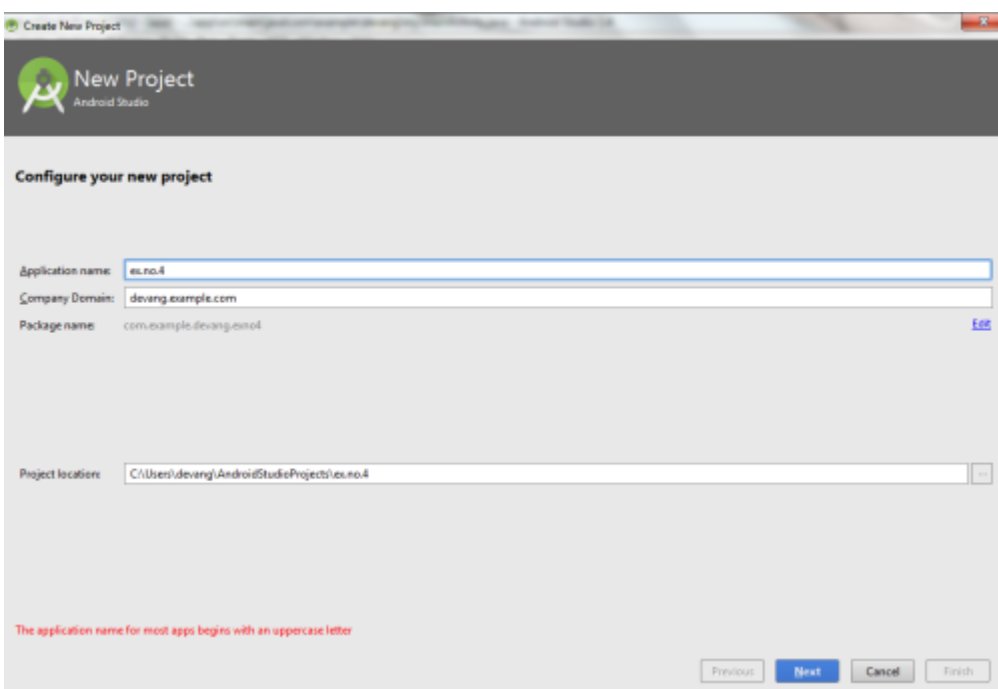 Create New Project
New Project
Android Studio
Configure your new project
Application name: ex.no.4
Company Domain: devang.example.com
Package name: com.example.devang.exno4 Edit
Project location: C:\Users\devang\AndroidStudioProjects\ex.no.4
The application name for most apps begins with an uppercase letter
Previous Next Cancel Finish